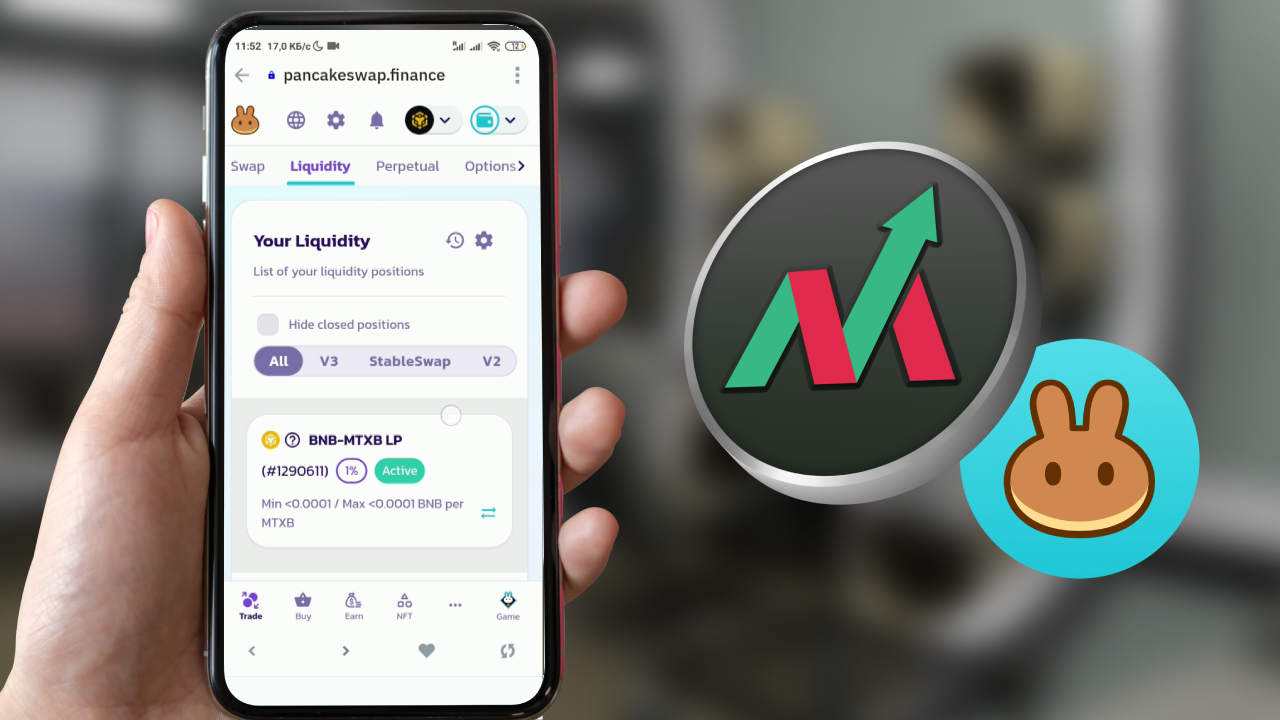 11:52 17,0 КБ/с
12
pancakeswap.finance
Swap Liquidity Perpetual Options
Your Liquidity
List of your liquidity positions
Hide closed positions
All V3 StableSwap V2
BNB-MTXB LP
(#1290611) 1% Active
Min <0.0001 / Max <0.0001 BNB per
MTXB
Trade Buy Earn NFT Game